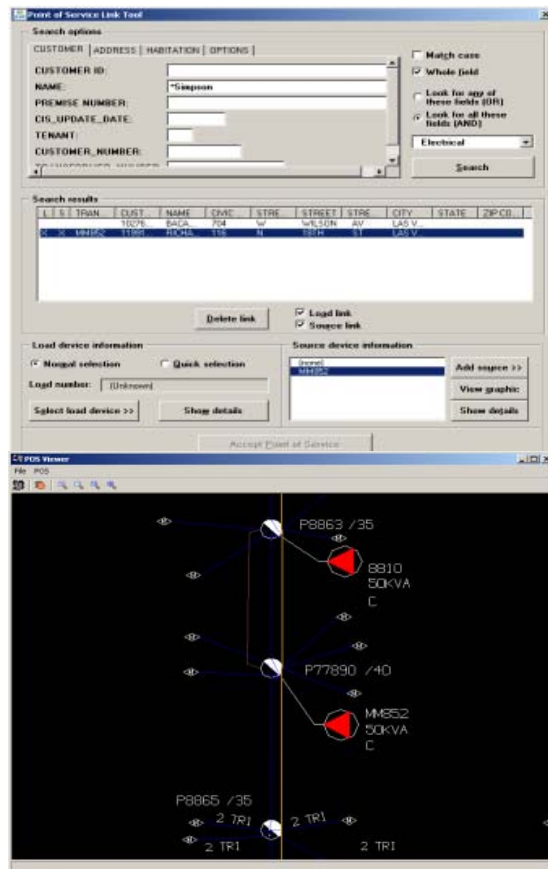 Point of Service Link Tool
Search options
CUSTOMER ADDRESS HABITATION OPTIONS
CUSTOMER ID:
NAME: *Simpson
PREMISE NUMBER:
CIS_UPDATE_DATE:
TENANT:
CUSTOMER_NUMBER:
Match case
Whole field
Look for any of
these fields (OR)
Look for all these
fields (AND)
Electrical
Search
Search results
L S TRAN... CUST... NAME CIVIC... STRE... STREET STRE... CITY STATE ZIP CO...
10276... BACA... 704 W WILSON AV LAS V...
X X MM852 11991... RICHA... 116 N 18TH ST LAS V...
Delete link
Load link
Source link
Load device information
Normal selection Quick selection
Load number: (Unknown)
Select load device >> Show details
Source device information
(none)
MM852
Add source >>
View graphic
Show details
Accept Point of Service
POS Viewer
File POS
P8863 /35
8810
50KVA
C
P77890 /40
MM852
50KVA
C
P8865 /35
2 TRI 2 TRI
2 TRI 2 TRI